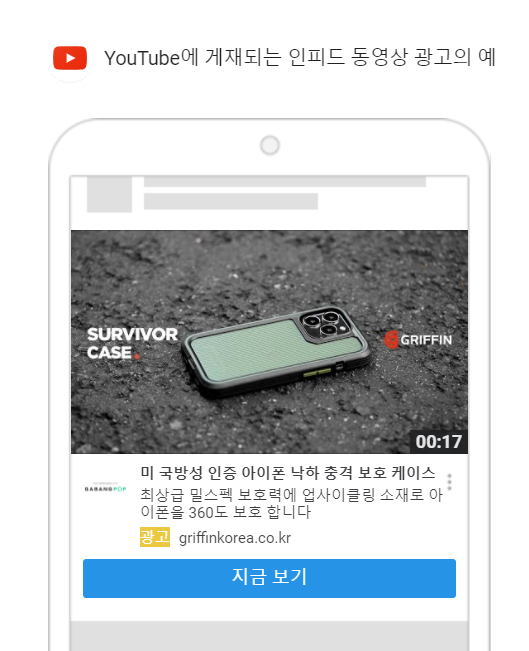 YouTube에 게재되는 인피드 동영상 광고의 예
SURVIVOR
CASE.
GRIFFIN
00:17
미 국방성 인증 아이폰 낙하 충격 보호 케이스
BABANGPOP
최상급 밀스펙 보호력에 업사이클링 소재로 아
이폰을 360도 보호 합니다
광고 griffinkorea.co.kr
지금 보기